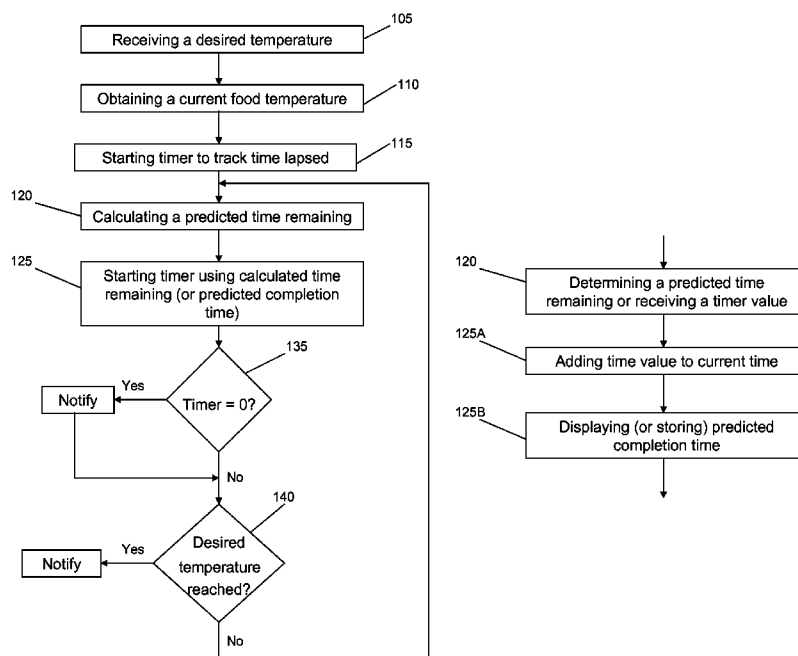 105
Receiving a desired temperature
110
Obtaining a current food temperature
115
Starting timer to track time lapsed
120
Calculating a predicted time remaining
125
Starting timer using calculated time
remaining (or predicted completion
time)
135
Timer = 0?
Yes
Notify
No
140
Desired
temperature
reached?
Yes
Notify
No
120
Determining a predicted time
remaining or receiving a timer value
125A
Adding time value to current time
125B
Displaying (or storing) predicted
completion time